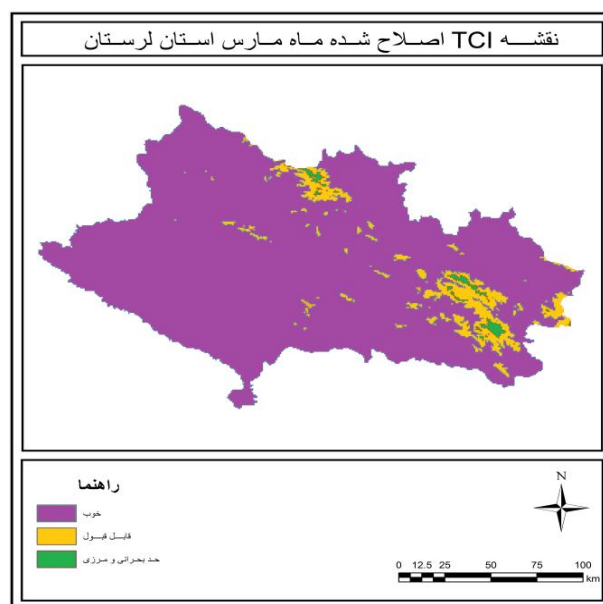 نقشه TCI اصلاح شده ماه مارس استان لرستان
راهنما
خوب
قابل قبول
حد بحرانی و مرزی
N
0 12.5 25 50 75 100
km